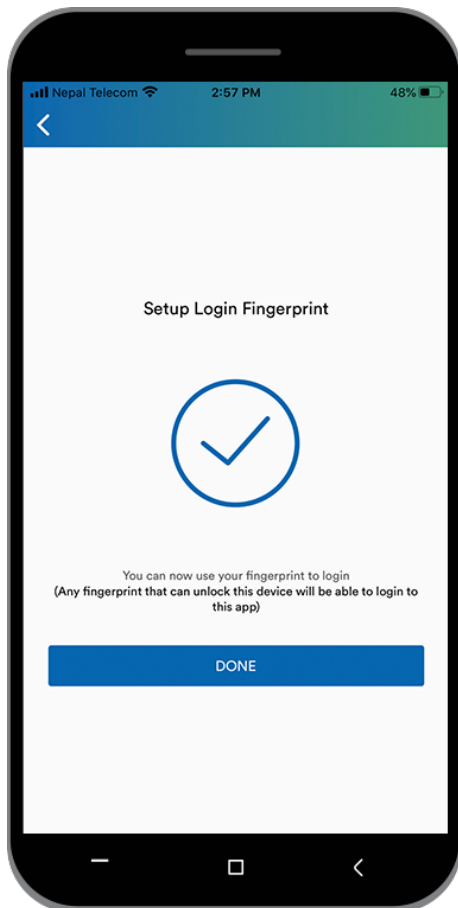 Nepal Telecom 2:57 PM 48%
Setup Login Fingerprint
You can now use your fingerprint to login
(Any fingerprint that can unlock this device will be able to login to
this app)
DONE